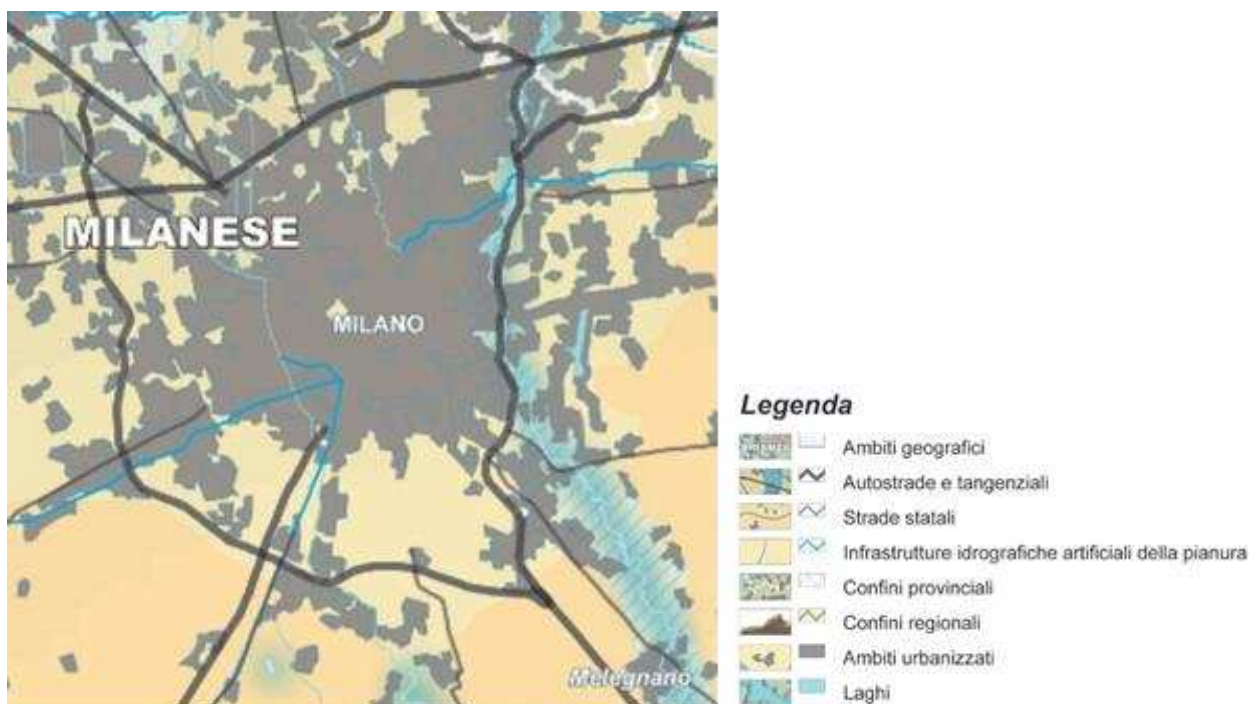 MILANESE
MILANO
Melegnano
Legenda
Ambiti geografici
Autostrade e tangenziali
Strade statali
Infrastrutture idrografiche artificiali della pianura
Confini provinciali
Confini regionali
Ambiti urbanizzati
Laghi